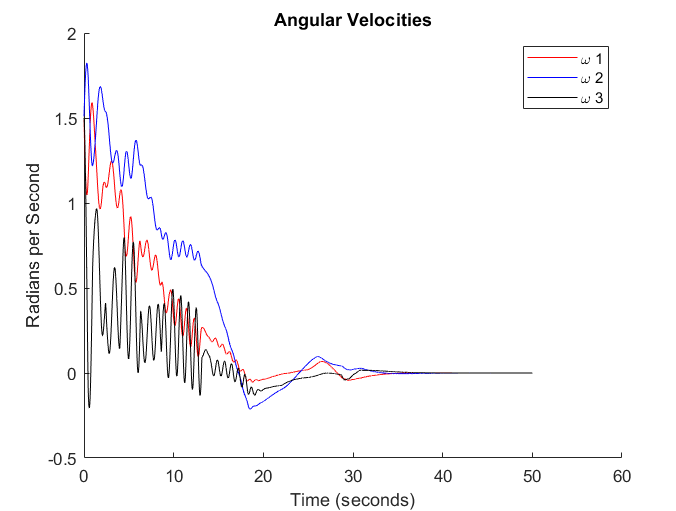 Angular Velocities
2
1.5
1
0.5
0
-0.5
Radians per Second
0 10 20 30 40 50 60
Time (seconds)
ω 1
ω 2
ω 3